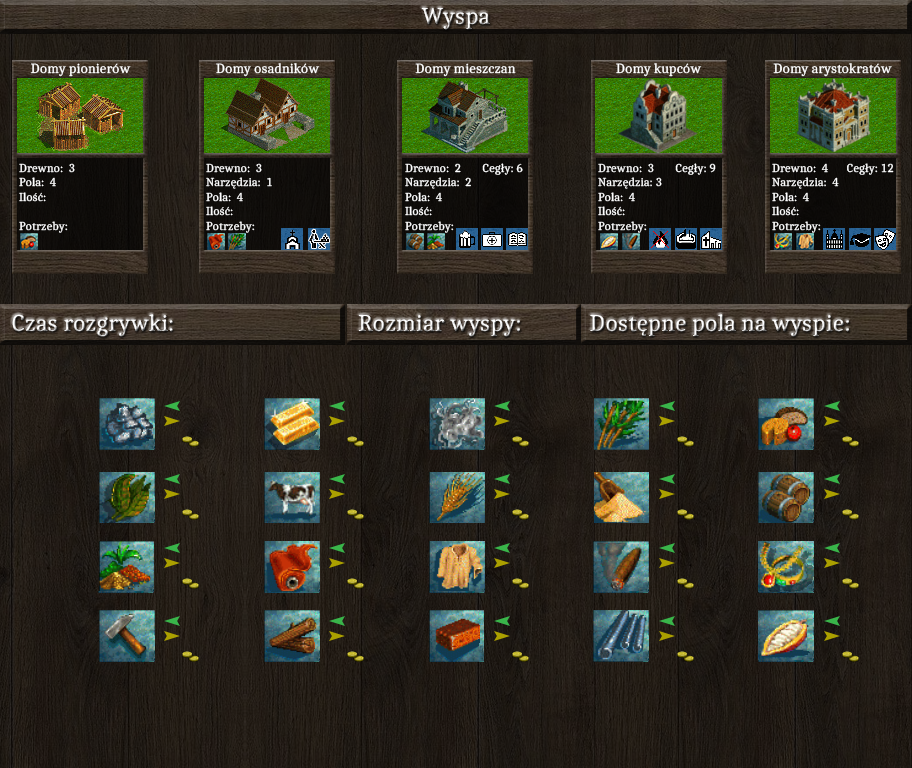 Wyspa
Domy pionierów
Drewno: 3
Pola: 4
Ilość:
Potrzeby:
Domy osadników
Drewno: 3
Narzędzia: 1
Pola: 4
Ilość:
Potrzeby:
Domy mieszczan
Drewno: 2 Cegły: 6
Narzędzia: 2
Pola: 4
Ilość:
Potrzeby:
Domy kupców
Drewno: 3 Cegły: 9
Narzędzia: 3
Pola: 4
Ilość:
Potrzeby:
Domy arystokratów
Drewno: 4 Cegły: 12
Narzędzia: 4
Pola: 4
Ilość:
Potrzeby:
Czas rozgrywki:
Rozmiar wyspy:
Dostępne pola na wyspie: